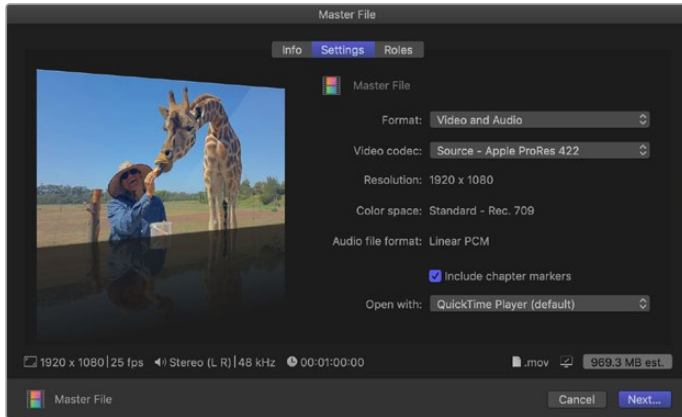 Master File
Info Settings Roles
Master File
Format: Video and Audio
Video codec: Source - Apple ProRes 422
Resolution: 1920 x 1080
Color space: Standard - Rec. 709
Audio file format: Linear PCM
Include chapter markers
Open with: QuickTime Player (default)
1920 x 1080 | 25 fps Stereo (L R) | 48 kHz 00:01:00:00 .mov 969.3 MB est.
Master File Cancel Next...